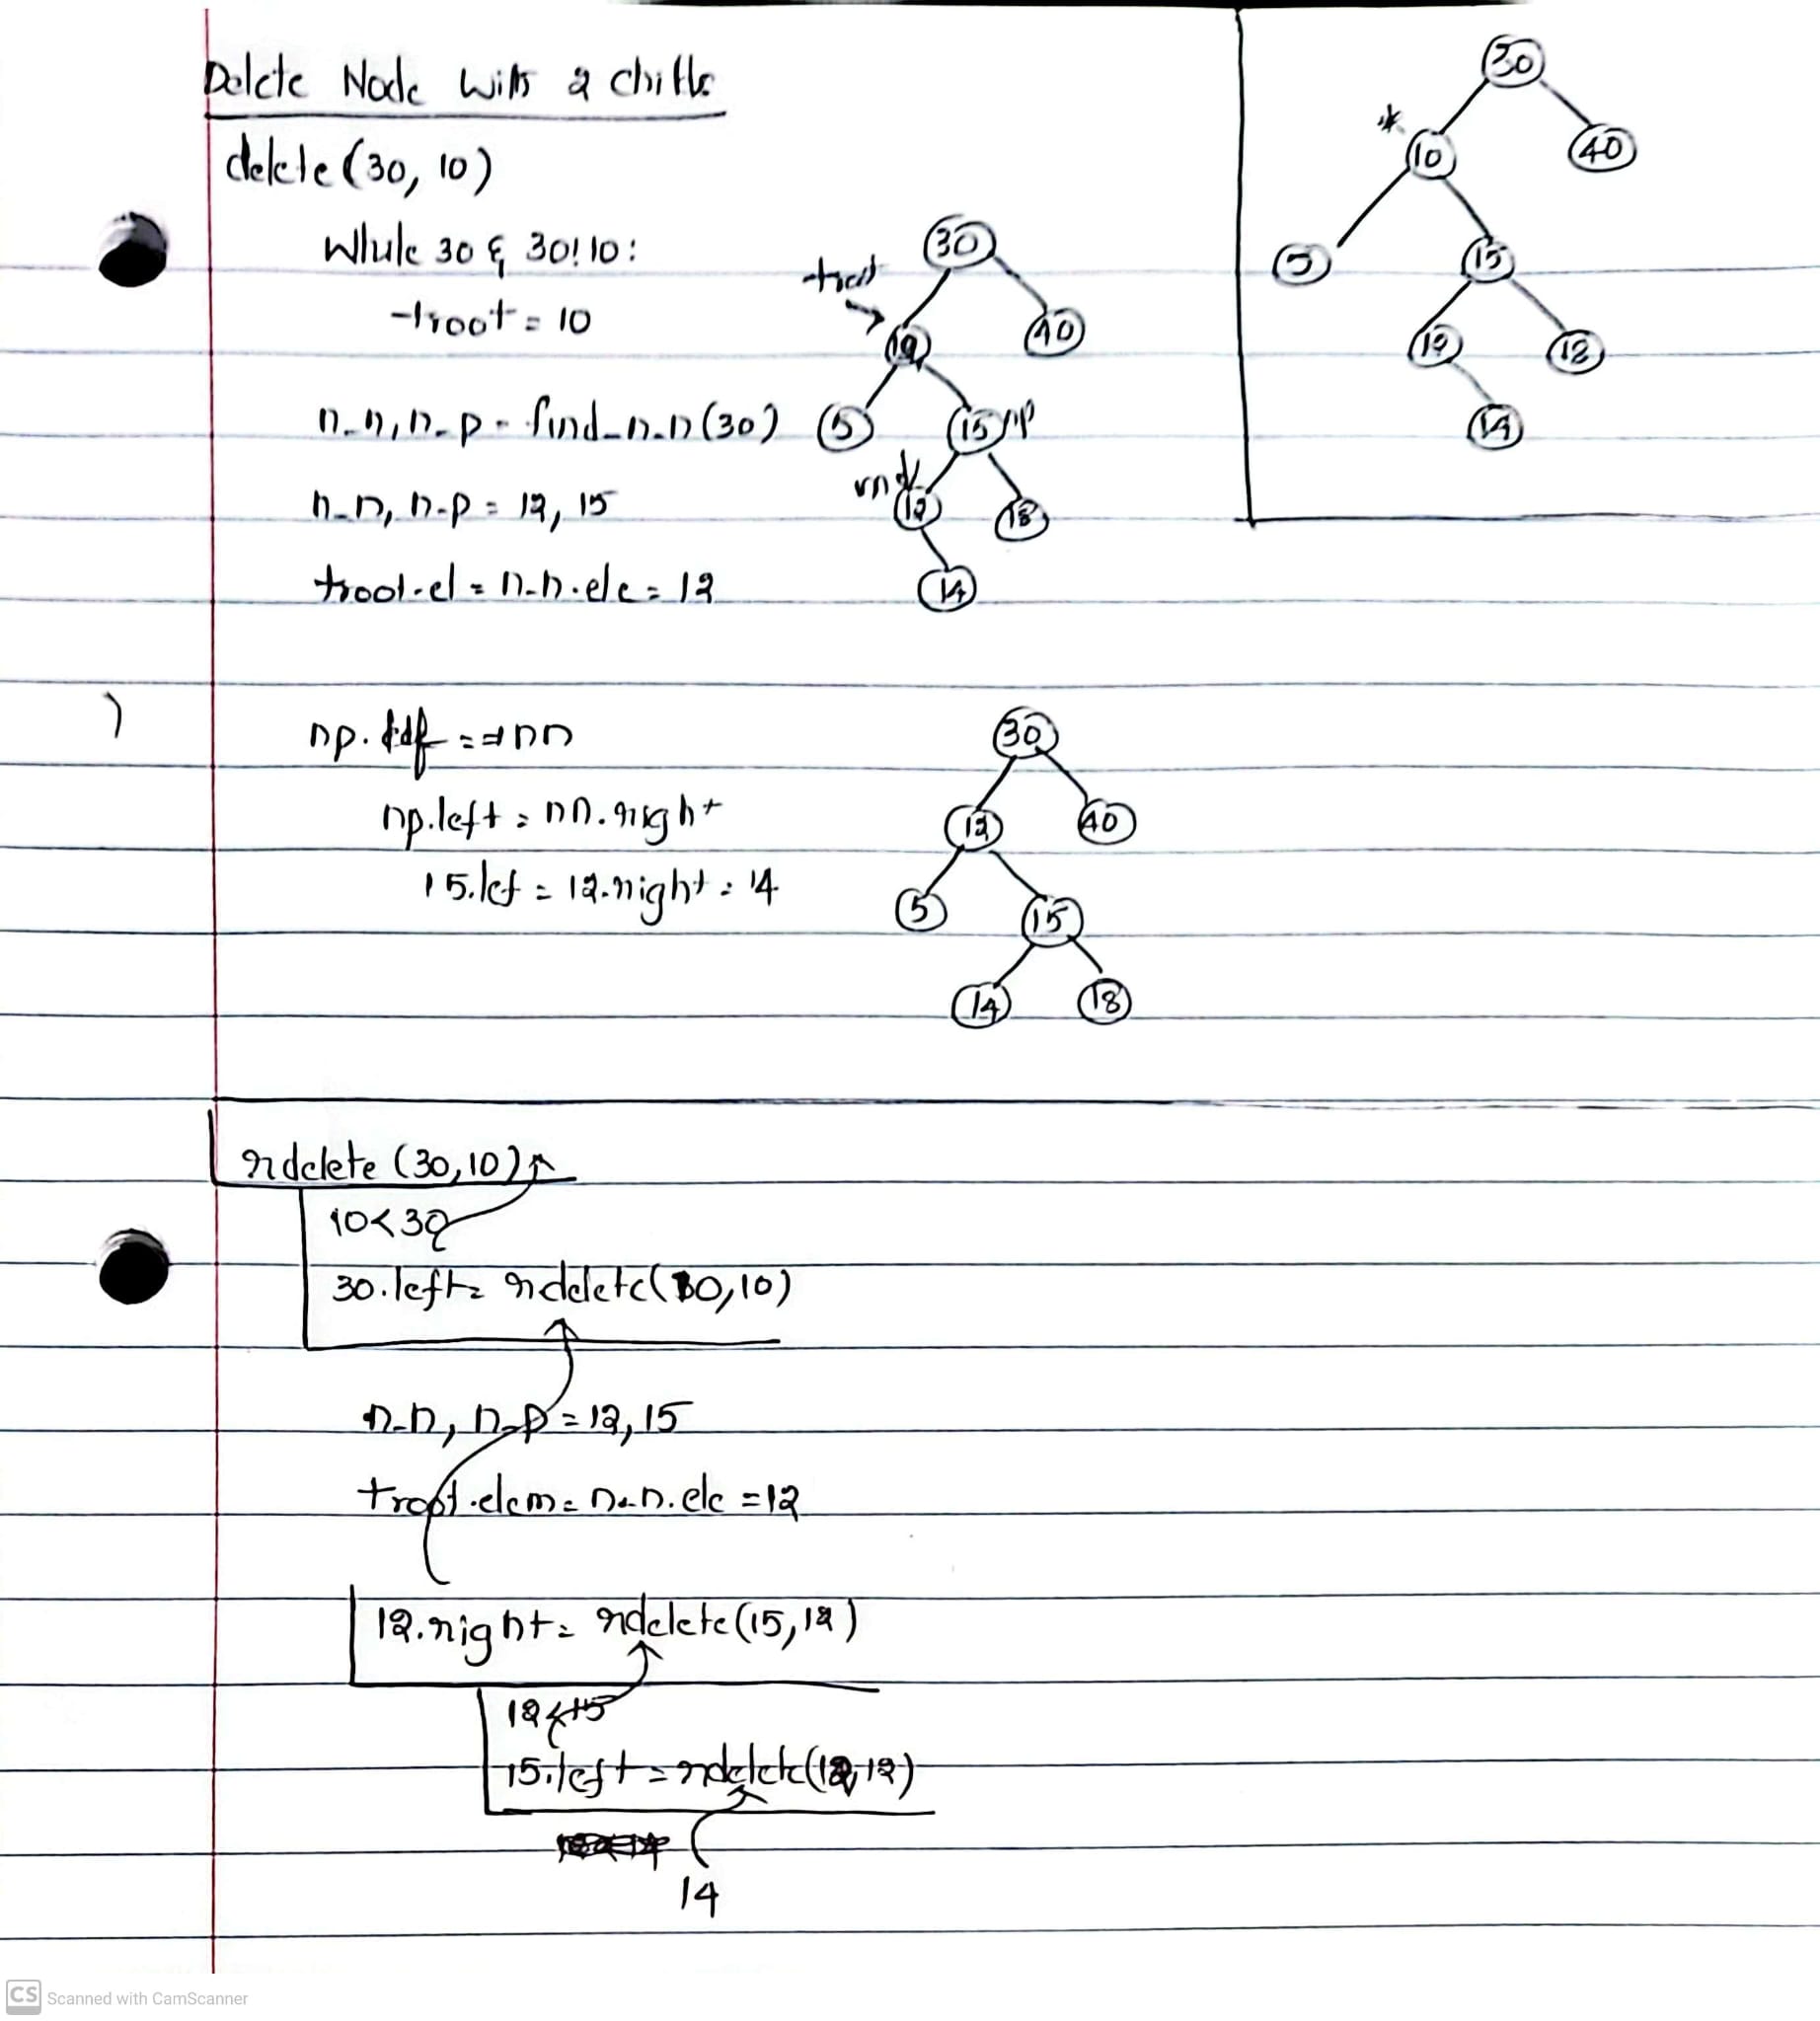 Delete Node with 2 childs
delete (30, 10)
While 30 & 30!10:
troot = 10
n_n, n_p = find_n_n (30)
n_n, n_p = 12, 15
troot.el = n_n.ele = 12
troot
30
10
40
5
15
np
12
18
14
*
30
10
40
5
15
12
18
14
np.left == nn
np.left = nn.right
15.lef = 12.right = 14
30
12
40
5
15
14
18
rdelete (30,10)
10<30
30.left = rdelete(10,10)
n_n, n_p = 12, 15
troot.elem = n_n.ele = 12
12.right = rdelete(15,12)
12<15
15.left = rdelete(12,12)
14
CS Scanned with CamScanner